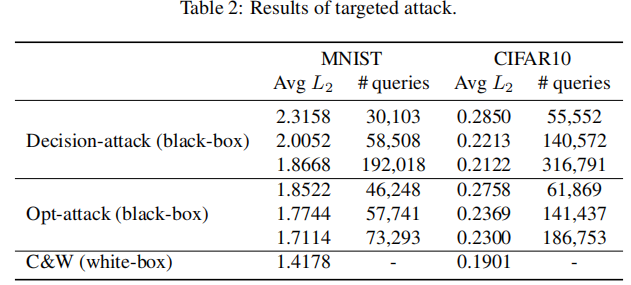 Table 2: Results of targeted attack.
MNIST CIFAR10
Avg L2 # queries Avg L2 # queries
2.3158 30,103 0.2850 55,552
Decision-attack (black-box) 2.0052 58,508 0.2213 140,572
1.8668 192,018 0.2122 316,791
1.8522 46,248 0.2758 61,869
Opt-attack (black-box) 1.7744 57,741 0.2369 141,437
1.7114 73,293 0.2300 186,753
C&W (white-box) 1.4178 - 0.1901 -